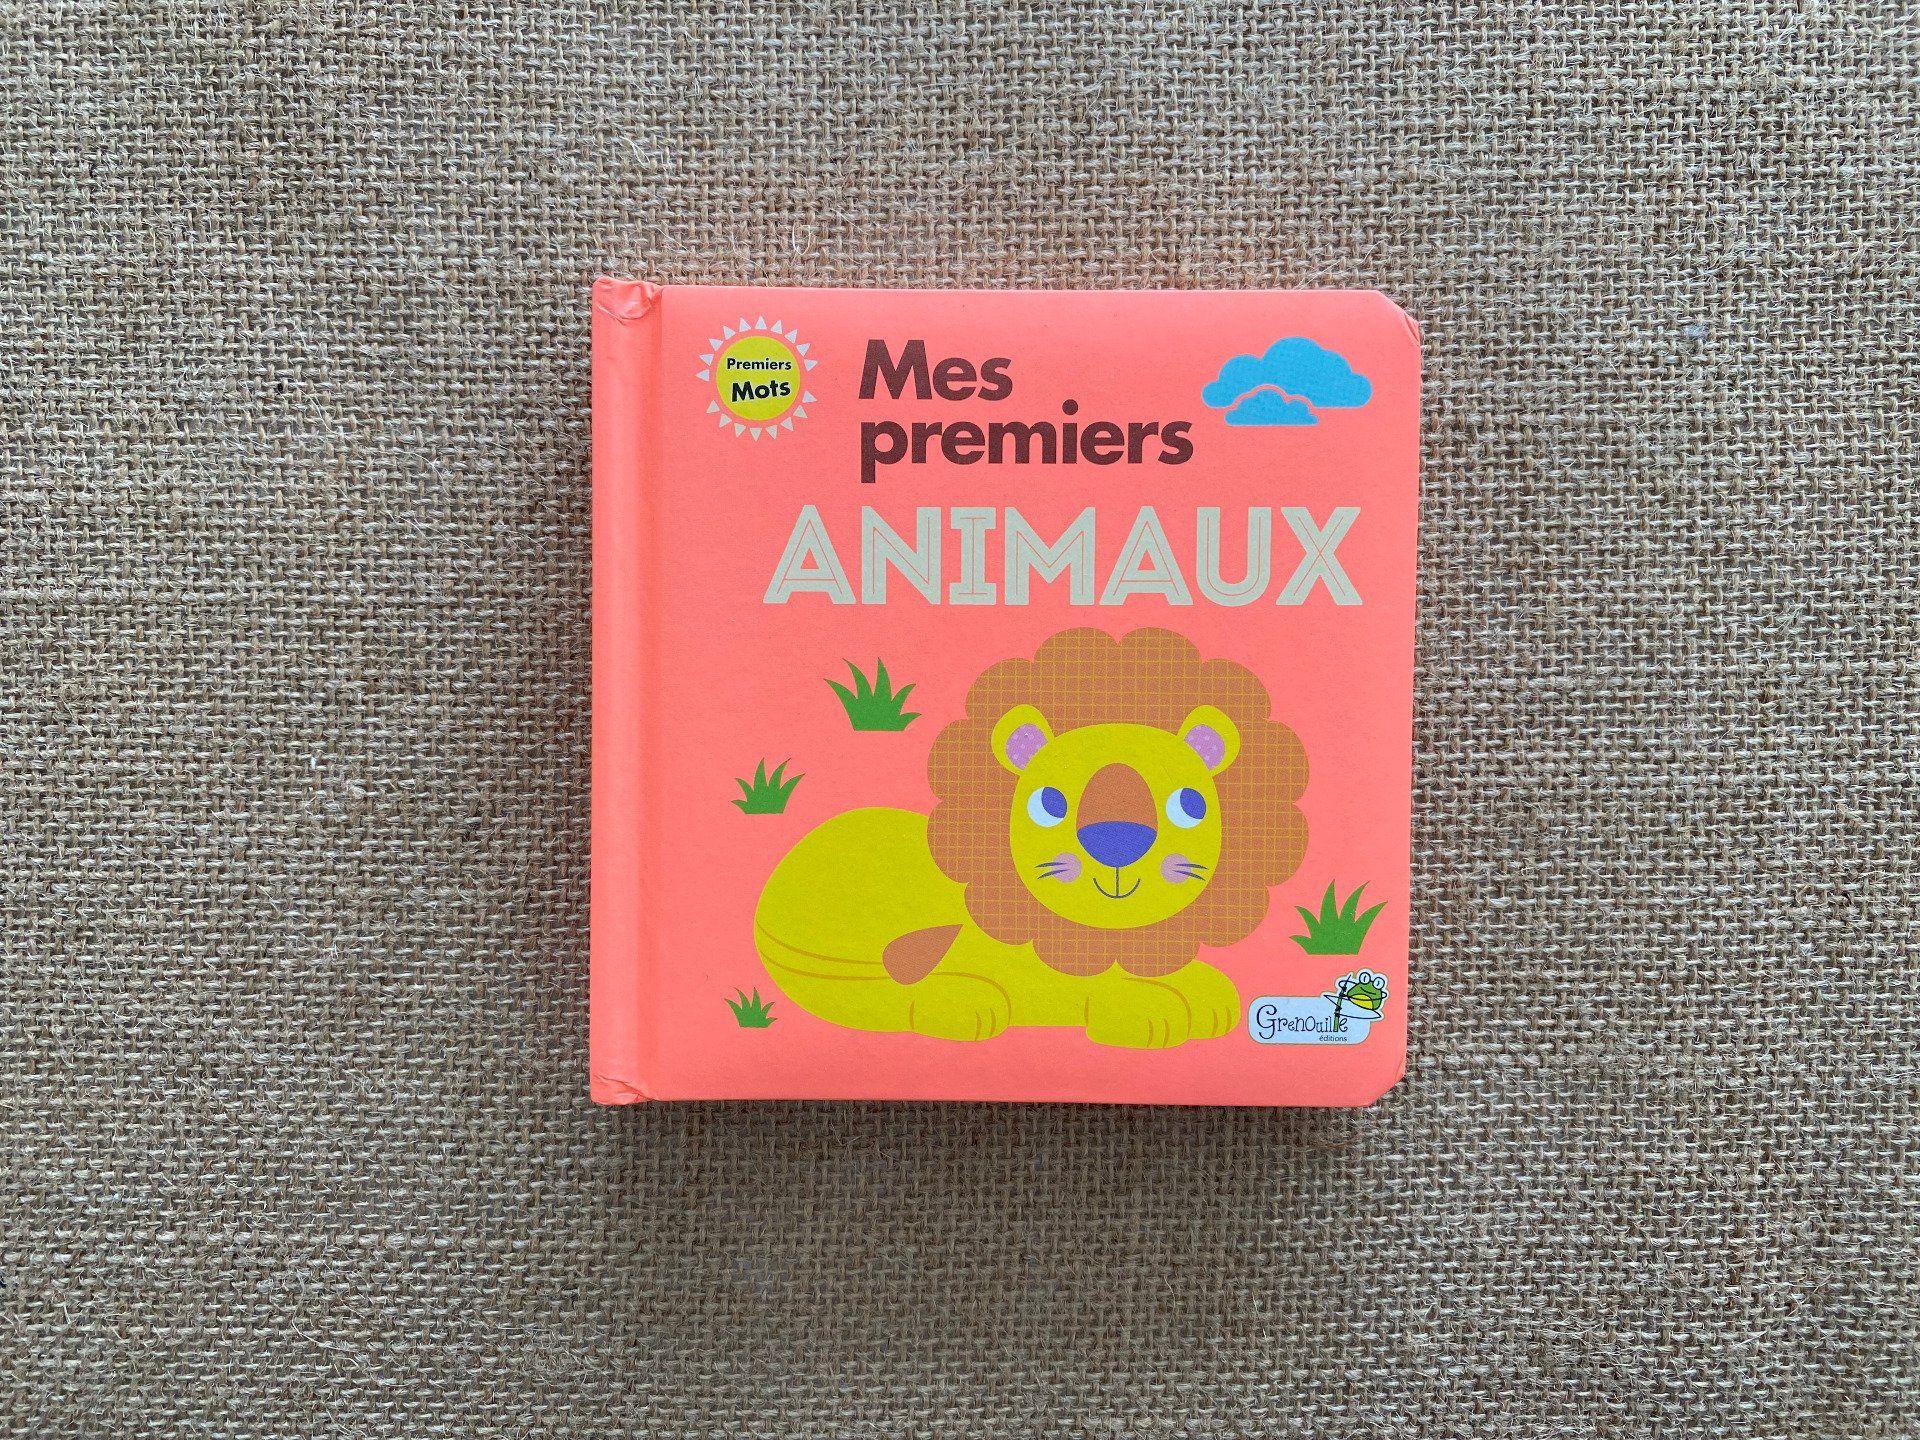 Premiers
Mots
Mes
premiers
ANIMAUX
Grenouille
éditions